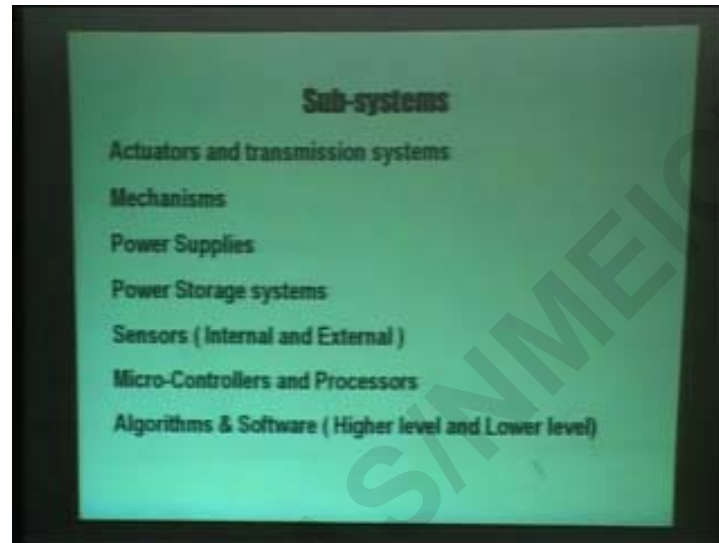 Sub-systems
Actuators and transmission systems
Mechanisms
Power Supplies
Power Storage systems
Sensors ( Internal and External )
Micro-Controllers and Processors
Algorithms & Software ( Higher level and Lower level)
S/NMEIC